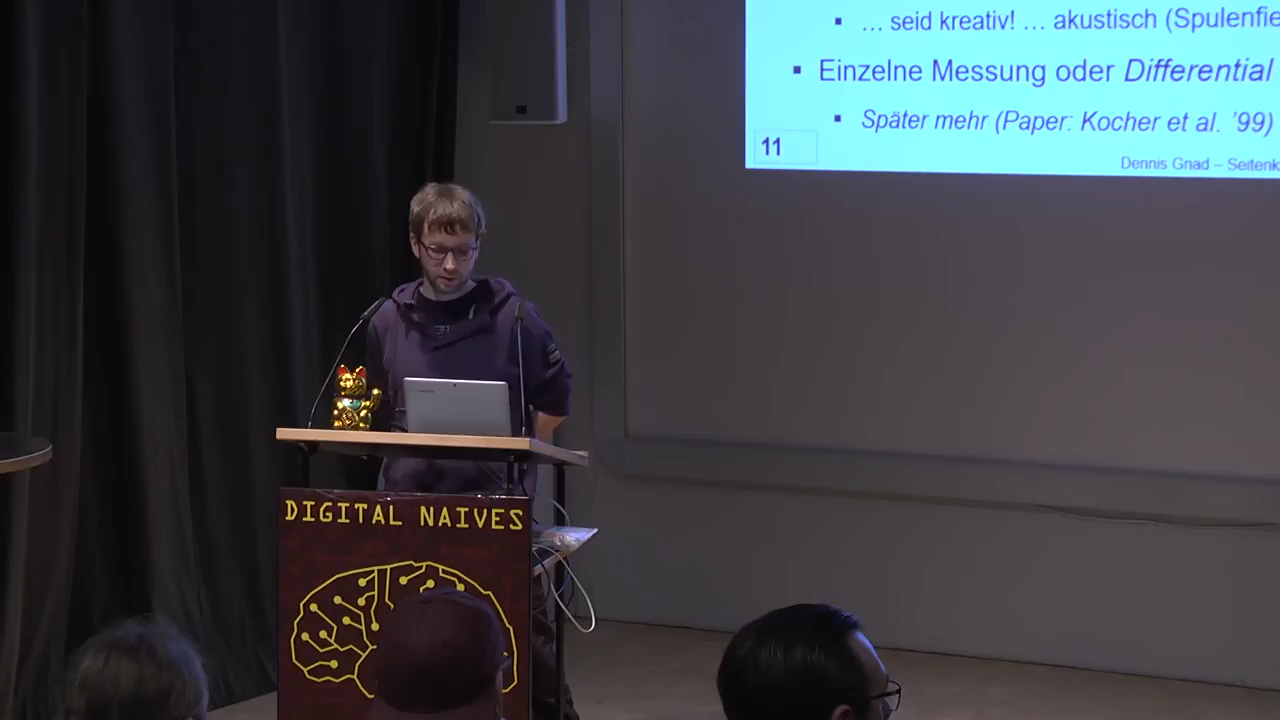 ▪ … seid kreativ! … akustisch (Spulenfie
▪ Einzelne Messung oder Differential
▪ Später mehr (Paper: Kocher et al. '99)
11
Dennis Gnad – Seitenk
DIGITAL NAIVES